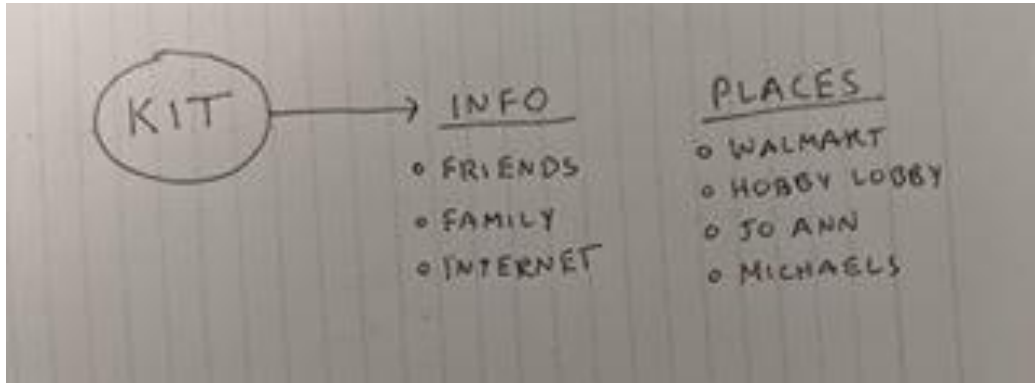 KIT
INFO
• FRIENDS
• FAMILY
• INTERNET
PLACES
• WALMART
• HOBBY LOBBY
• JO ANN
• MICHAELS